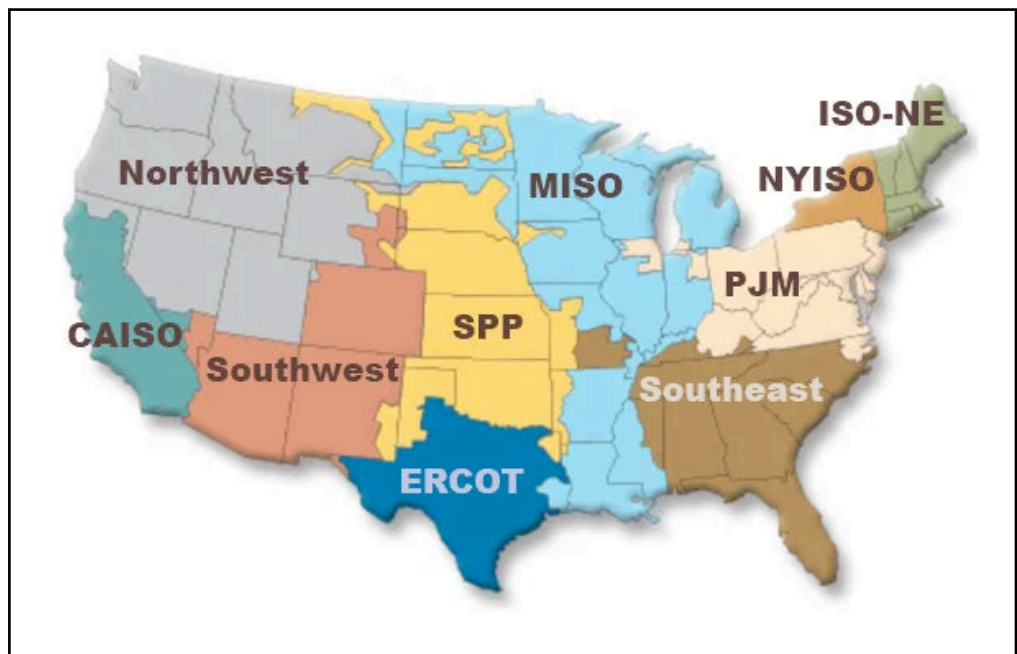 ISO-NE
Northwest
MISO
NYISO
PJM
CAISO
SPP
Southwest
Southeast
ERCOT